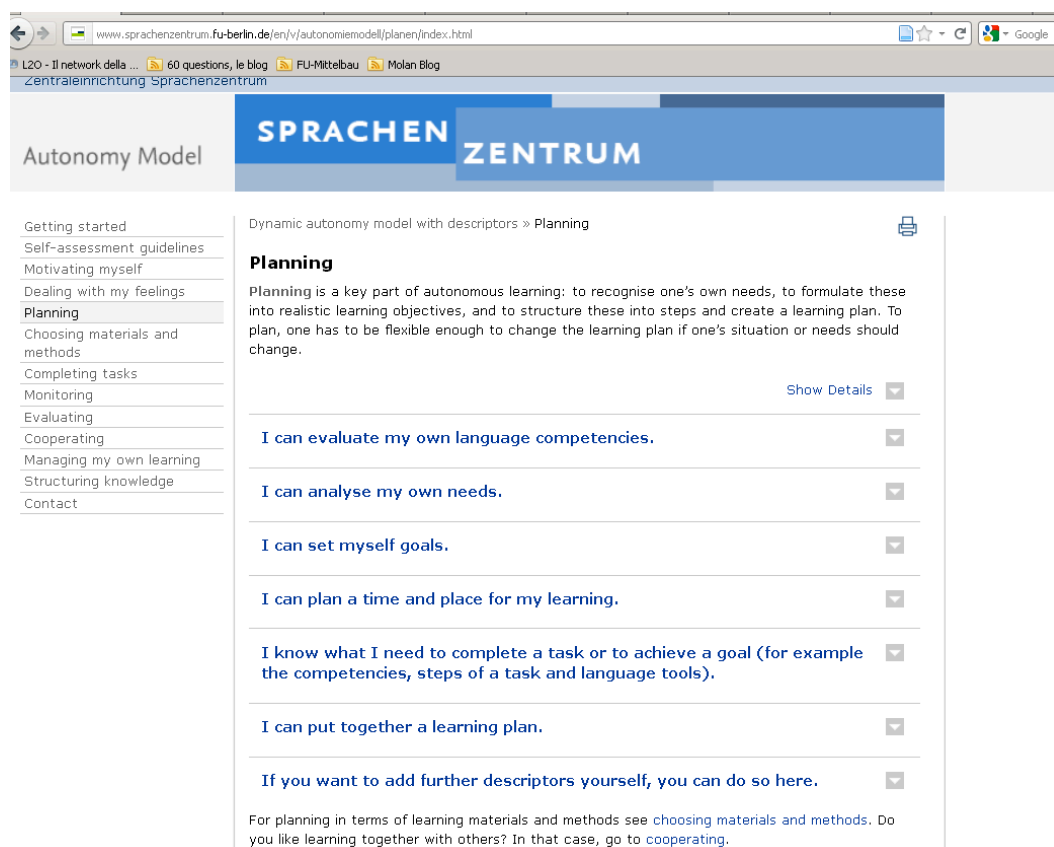 www.sprachenzentrum.fu-berlin.de/en/v/autonomiemodell/planen/index.html
Google
L2O - Il network della ...
60 questions, le blog
FU-Mittelbau
Molan Blog
Zentraleinrichtung Sprachenzentrum
Autonomy Model
SPRACHEN
ZENTRUM
Getting started
Self-assessment guidelines
Motivating myself
Dealing with my feelings
Planning
Choosing materials and
methods
Completing tasks
Monitoring
Evaluating
Cooperating
Managing my own learning
Structuring knowledge
Contact
Dynamic autonomy model with descriptors » Planning
Planning
Planning is a key part of autonomous learning: to recognise one's own needs, to formulate these
into realistic learning objectives, and to structure these into steps and create a learning plan. To
plan, one has to be flexible enough to change the learning plan if one's situation or needs should
change.
Show Details
I can evaluate my own language competencies.
I can analyse my own needs.
I can set myself goals.
I can plan a time and place for my learning.
I know what I need to complete a task or to achieve a goal (for example
the competencies, steps of a task and language tools).
I can put together a learning plan.
If you want to add further descriptors yourself, you can do so here.
For planning in terms of learning materials and methods see choosing materials and methods. Do
you like learning together with others? In that case, go to cooperating.